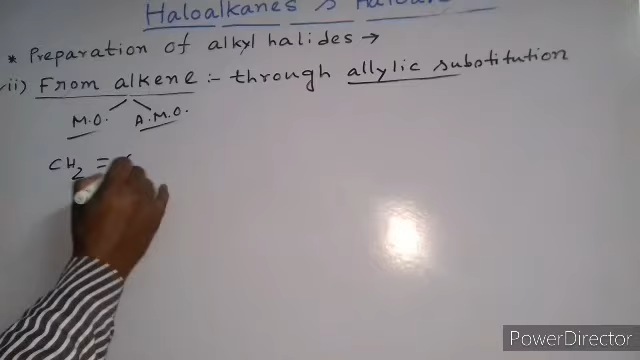 Haloalkanes
* Preparation of alkyl halides →
ii) From alkene :- through allylic substitution
M.O. A.M.O.
CH2 =
PowerDirector